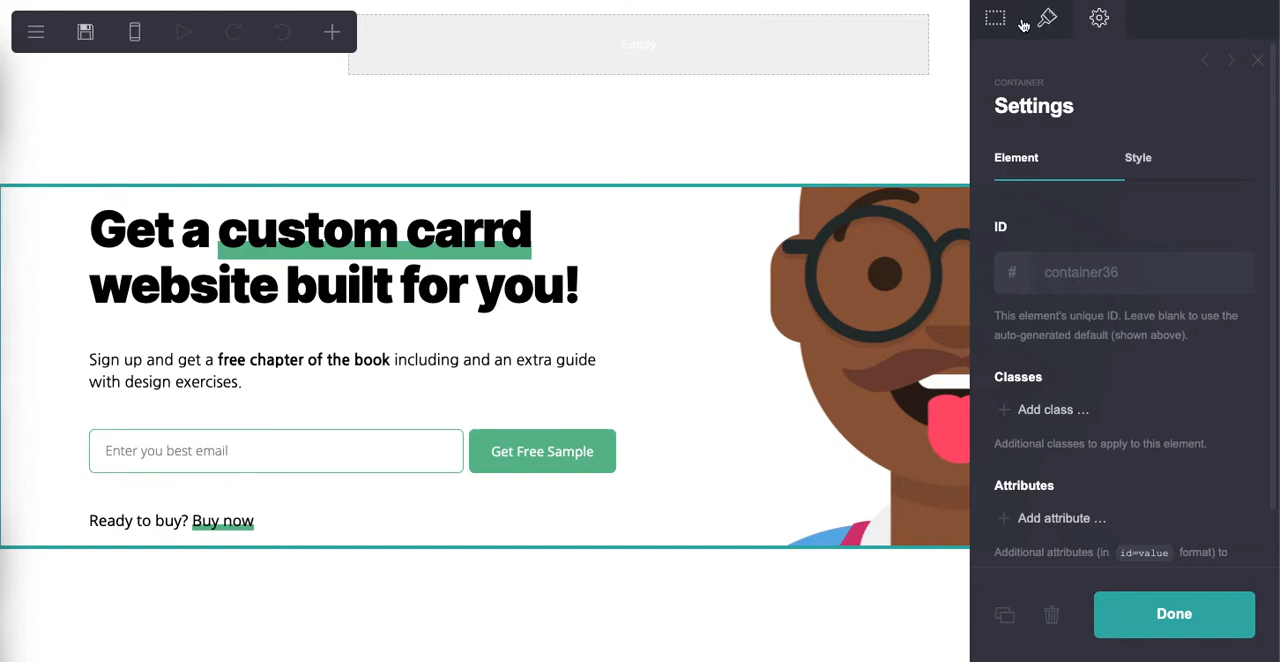 Empty
CONTAINER
Settings
Element Style
ID
# container36
This element's unique ID. Leave blank to use the
auto-generated default (shown above).
Classes
Add class ...
Additional classes to apply to this element.
Attributes
Add attribute ...
Additional attributes (in id=value format) to
Done
Get a custom carrd
website built for you!
Sign up and get a free chapter of the book including and an extra guide
with design exercises.
Enter you best email Get Free Sample
Ready to buy? Buy now